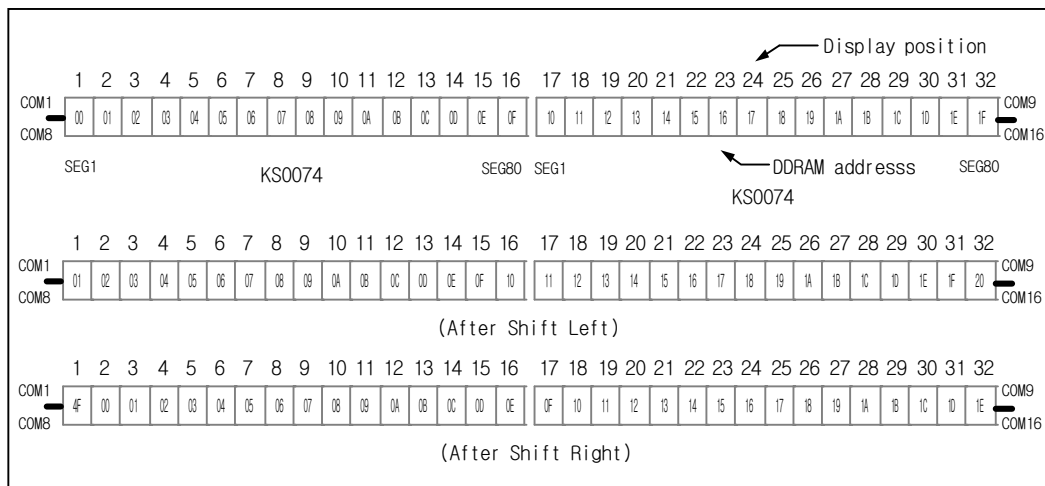 Display position
1 2 3 4 5 6 7 8 9 10 11 12 13 14 15 16 17 18 19 20 21 22 23 24 25 26 27 28 29 30 31 32
COM1 COM9
00 01 02 03 04 05 06 07 08 09 0A 0B 0C 0D 0E 0F 10 11 12 13 14 15 16 17 18 19 1A 1B 1C 1D 1E 1F
COM8 COM16
SEG1 KS0074 SEG80 SEG1 DDRAM addresss SEG80
KS0074
1 2 3 4 5 6 7 8 9 10 11 12 13 14 15 16 17 18 19 20 21 22 23 24 25 26 27 28 29 30 31 32
COM1 COM9
01 02 03 04 05 06 07 08 09 0A 0B 0C 0D 0E 0F 10 11 12 13 14 15 16 17 18 19 1A 1B 1C 1D 1E 1F 20
COM8 COM16
(After Shift Left)
1 2 3 4 5 6 7 8 9 10 11 12 13 14 15 16 17 18 19 20 21 22 23 24 25 26 27 28 29 30 31 32
COM1 COM9
4F 00 01 02 03 04 05 06 07 08 09 0A 0B 0C 0D 0E 0F 10 11 12 13 14 15 16 17 18 19 1A 1B 1C 1D 1E
COM8 COM16
(After Shift Right)